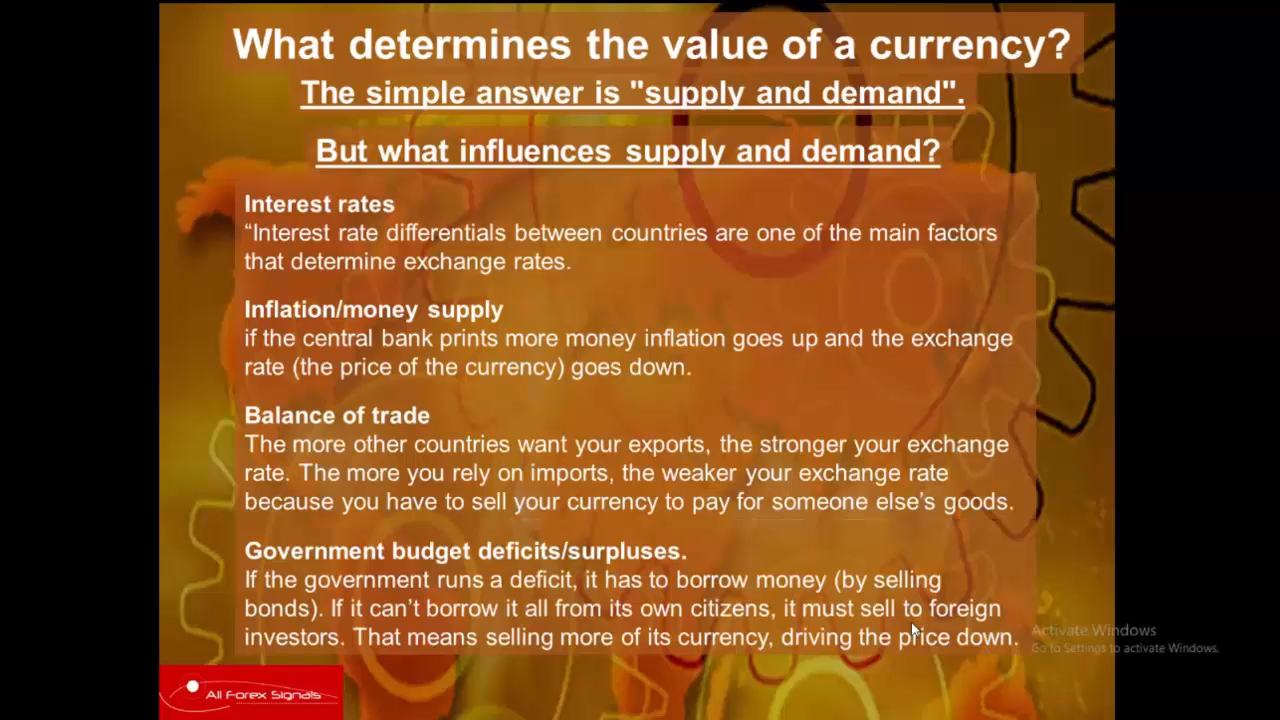 What determines the value of a currency?
The simple answer is "supply and demand".
But what influences supply and demand?
Interest rates
“Interest rate differentials between countries are one of the main factors
that determine exchange rates.
Inflation/money supply
if the central bank prints more money inflation goes up and the exchange
rate (the price of the currency) goes down.
Balance of trade
The more other countries want your exports, the stronger your exchange
rate. The more you rely on imports, the weaker your exchange rate
because you have to sell your currency to pay for someone else’s goods.
Government budget deficits/surpluses.
If the government runs a deficit, it has to borrow money (by selling
bonds). If it can’t borrow it all from its own citizens, it must sell to foreign
investors. That means selling more of its currency, driving the price down.
Activate Windows
Go to Settings to activate Windows.
All Forex Signals